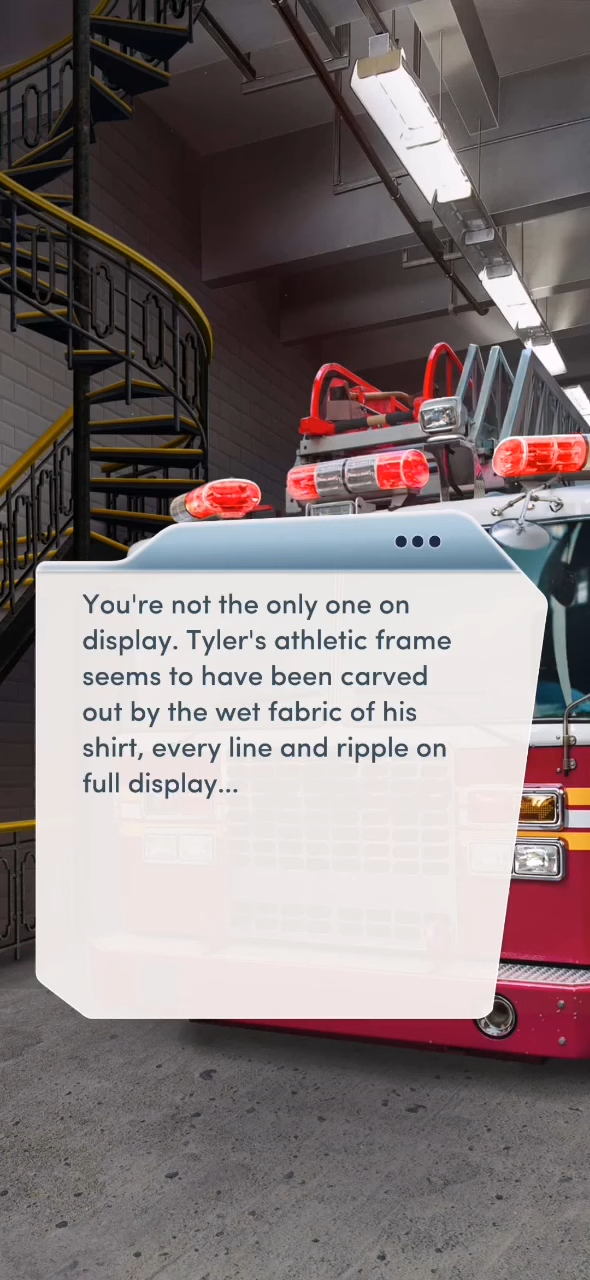 You're not the only one on
display. Tyler's athletic frame
seems to have been carved
out by the wet fabric of his
shirt, every line and ripple on
full display...